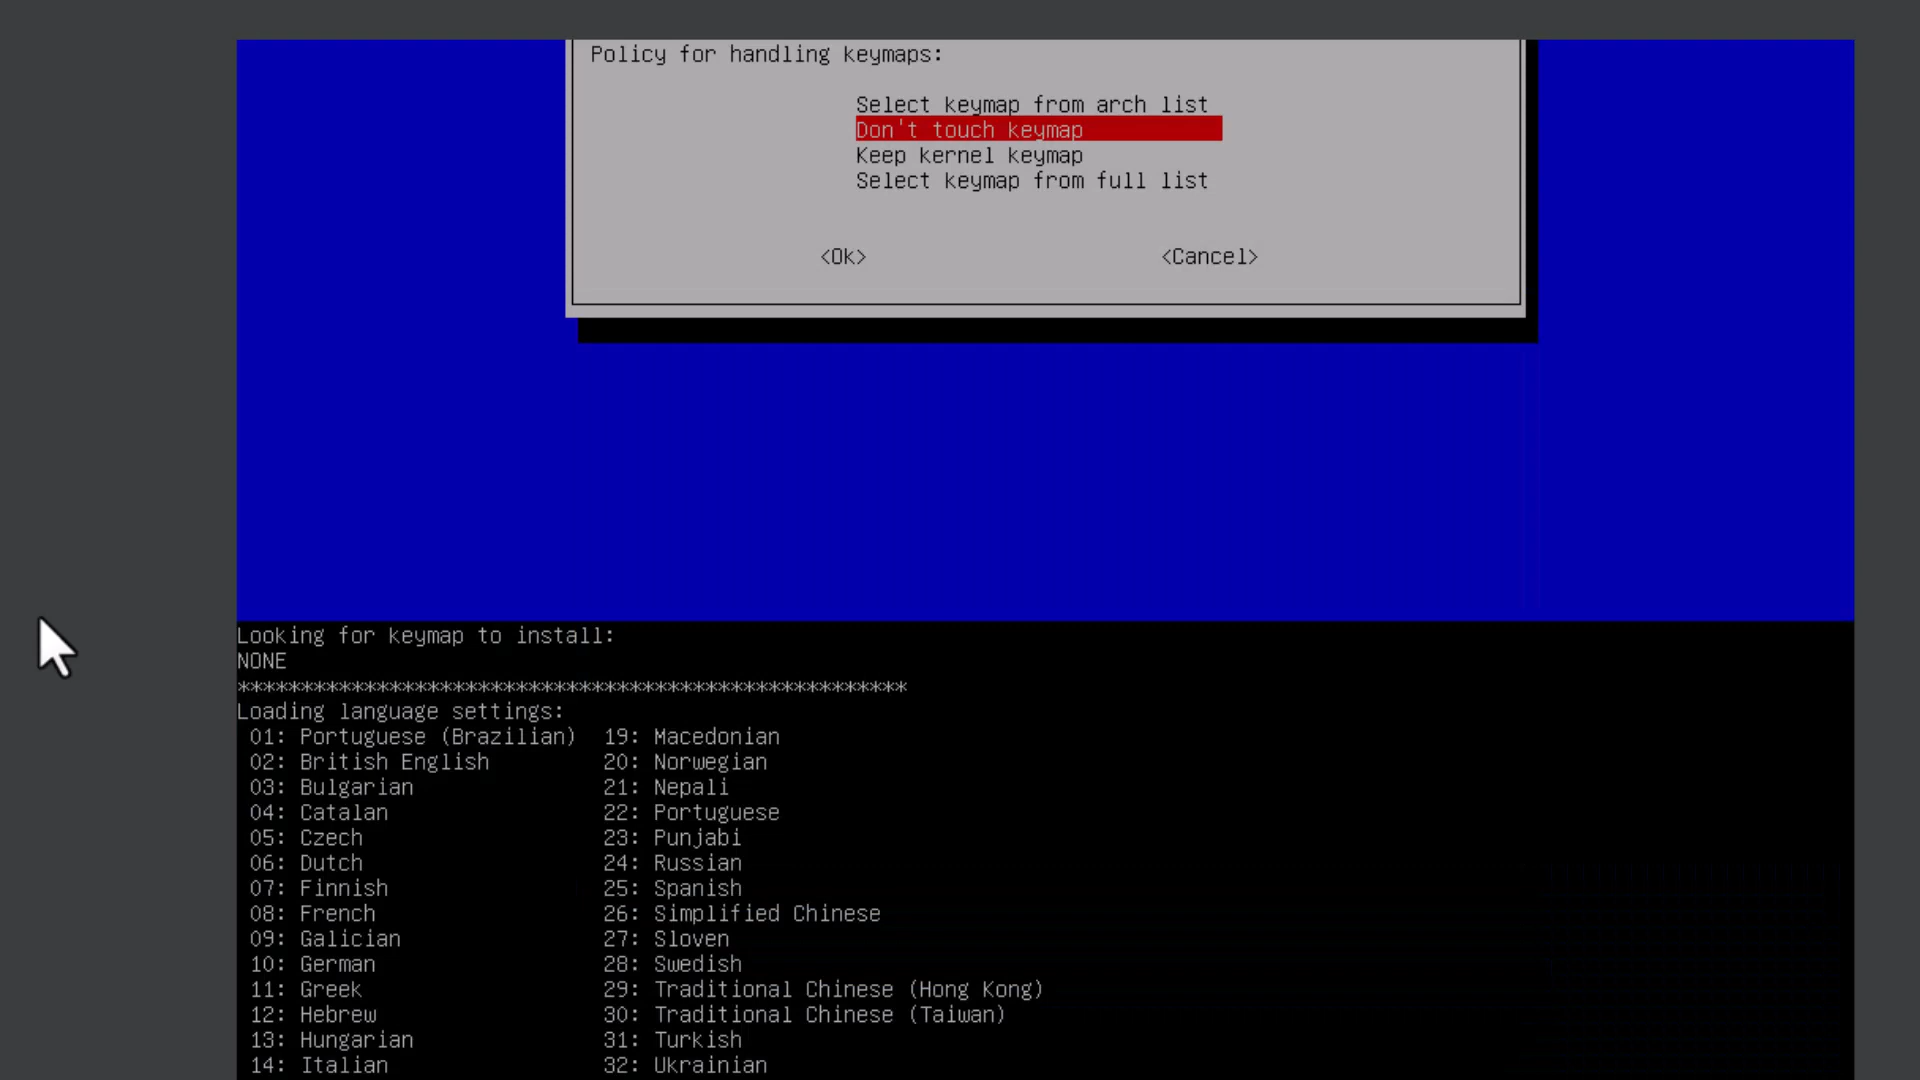 Policy for handling keymaps:
Select keymap from arch list
Don't touch keymap
Keep kernel keymap
Select keymap from full list
<Ok> <Cancel>
Looking for keymap to install:
NONE
*****************************************************
Loading language settings:
01: Portuguese (Brazilian) 19: Macedonian
02: British English 20: Norwegian
03: Bulgarian 21: Nepali
04: Catalan 22: Portuguese
05: Czech 23: Punjabi
06: Dutch 24: Russian
07: Finnish 25: Spanish
08: French 26: Simplified Chinese
09: Galician 27: Sloven
10: German 28: Swedish
11: Greek 29: Traditional Chinese (Hong Kong)
12: Hebrew 30: Traditional Chinese (Taiwan)
13: Hungarian 31: Turkish
14: Italian 32: Ukrainian